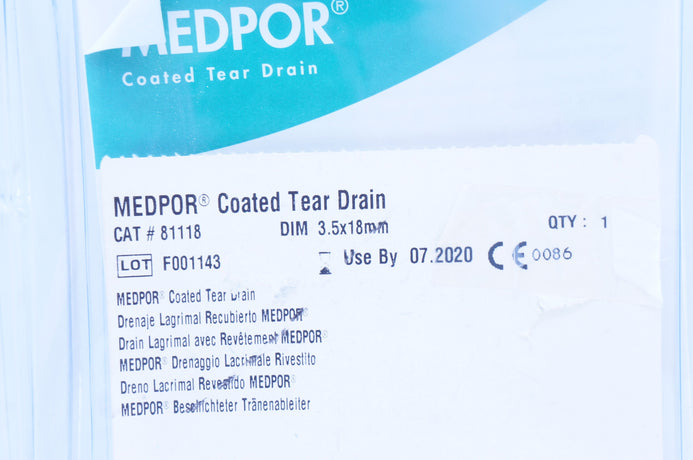 MEDPOR®
Coated Tear Drain
MEDPOR® Coated Tear Drain
CAT # 81118 DIM 3.5x18mm QTY : 1
LOT F001143 Use By 07.2020 CE 0086
MEDPOR® Coated Tear Drain
Drenaje Lagrimal Recubierto MEDPOR®
Drain Lagrimal avec Revêtement MEDPOR®
MEDPOR® Drenaggio Lacrimale Rivestito
Dreno Lacrimal Revestido MEDPOR®
MEDPOR® Beschichteter Tränenableiter